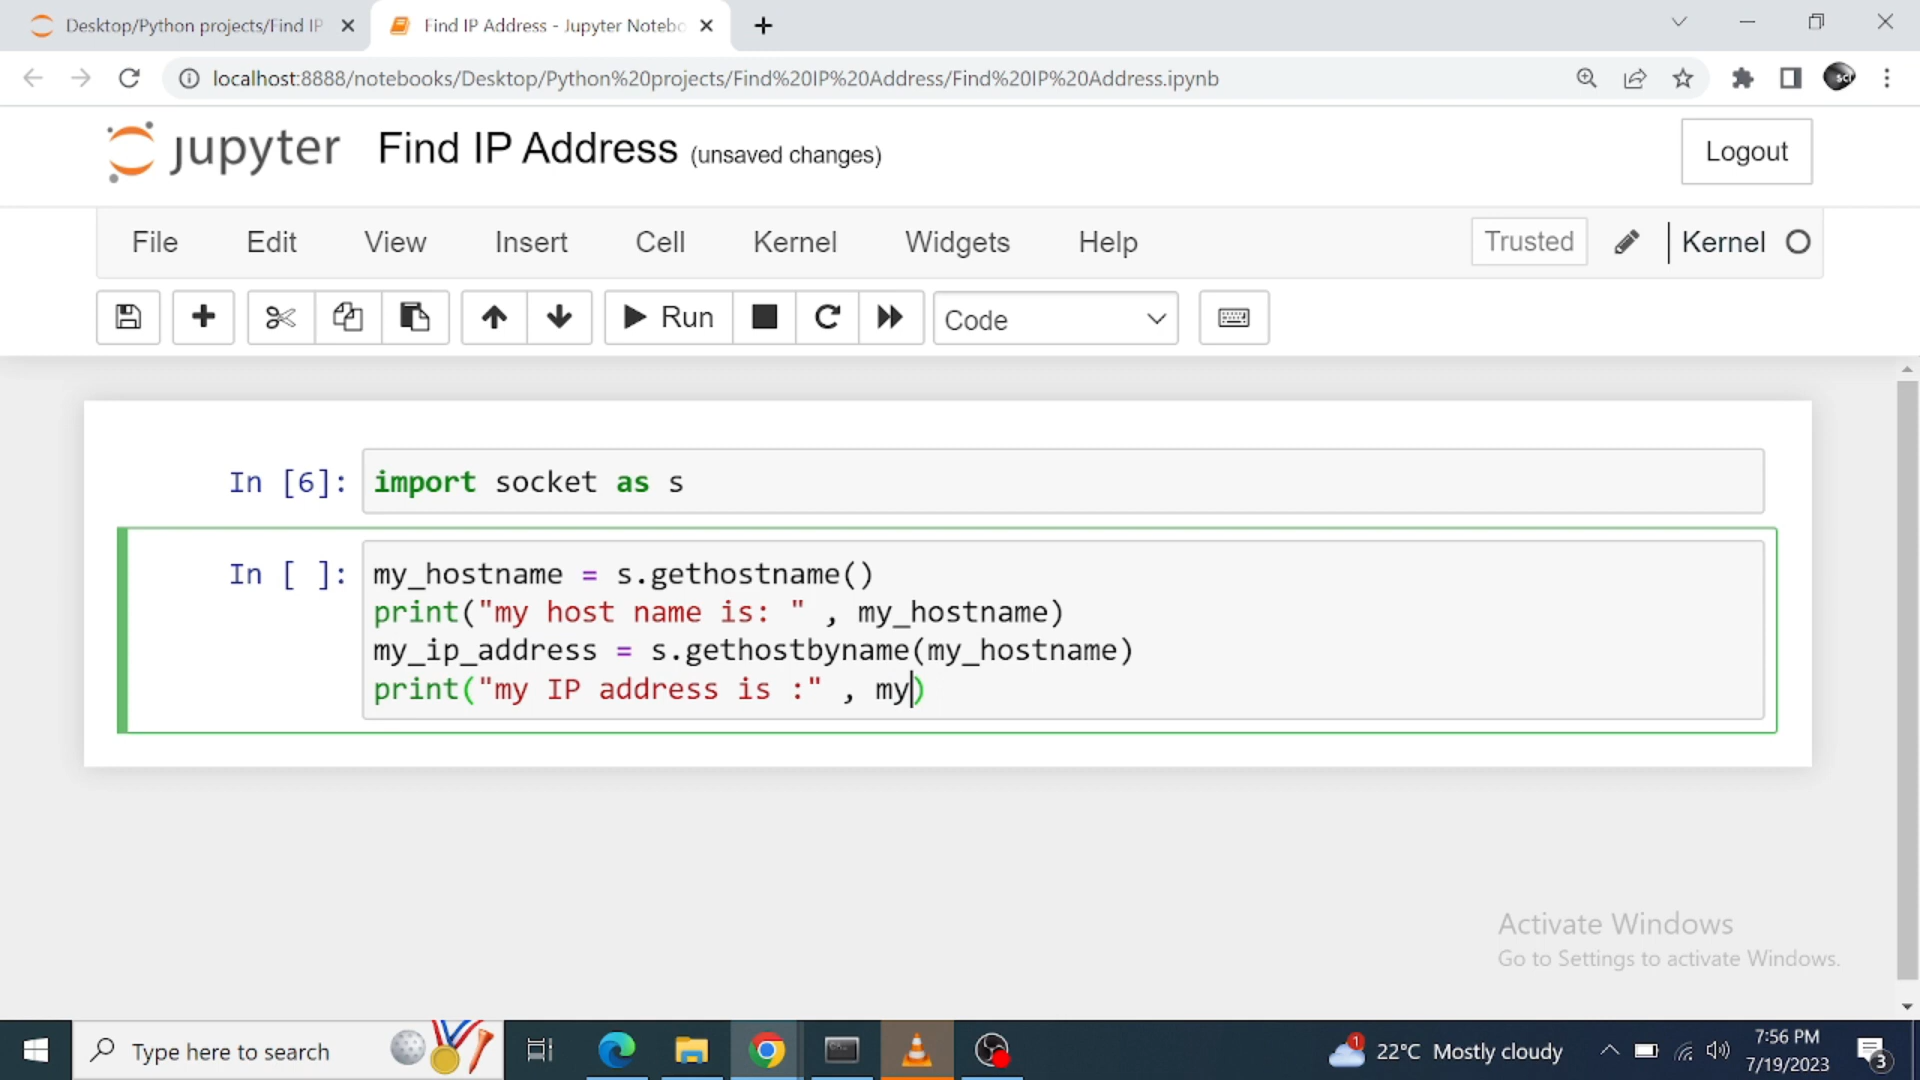 Desktop/Python projects/Find IP
Find IP Address - Jupyter Notebo
localhost:8888/notebooks/Desktop/Python%20projects/Find%20IP%20Address/Find%20IP%20Address.ipynb
jupyter Find IP Address (unsaved changes)
Logout
File Edit View Insert Cell Kernel Widgets Help
Trusted
Kernel
Run
Code
In [6]: import socket as s
In [ ]: my_hostname = s.gethostname()
print("my host name is: " , my_hostname)
my_ip_address = s.gethostbyname(my_hostname)
print("my IP address is :" , my)
Activate Windows
Go to Settings to activate Windows.
Type here to search
1
22°C Mostly cloudy
7:56 PM
7/19/2023
3